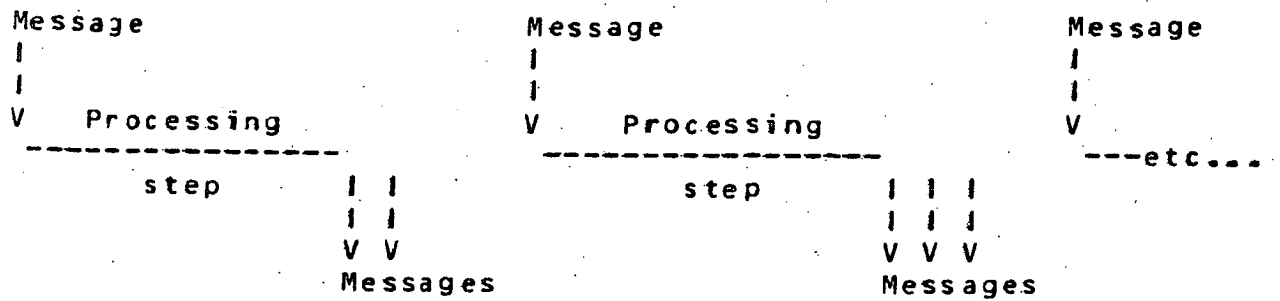 Message Message Message
Processing Processing
---etc...
step step
Messages Messages